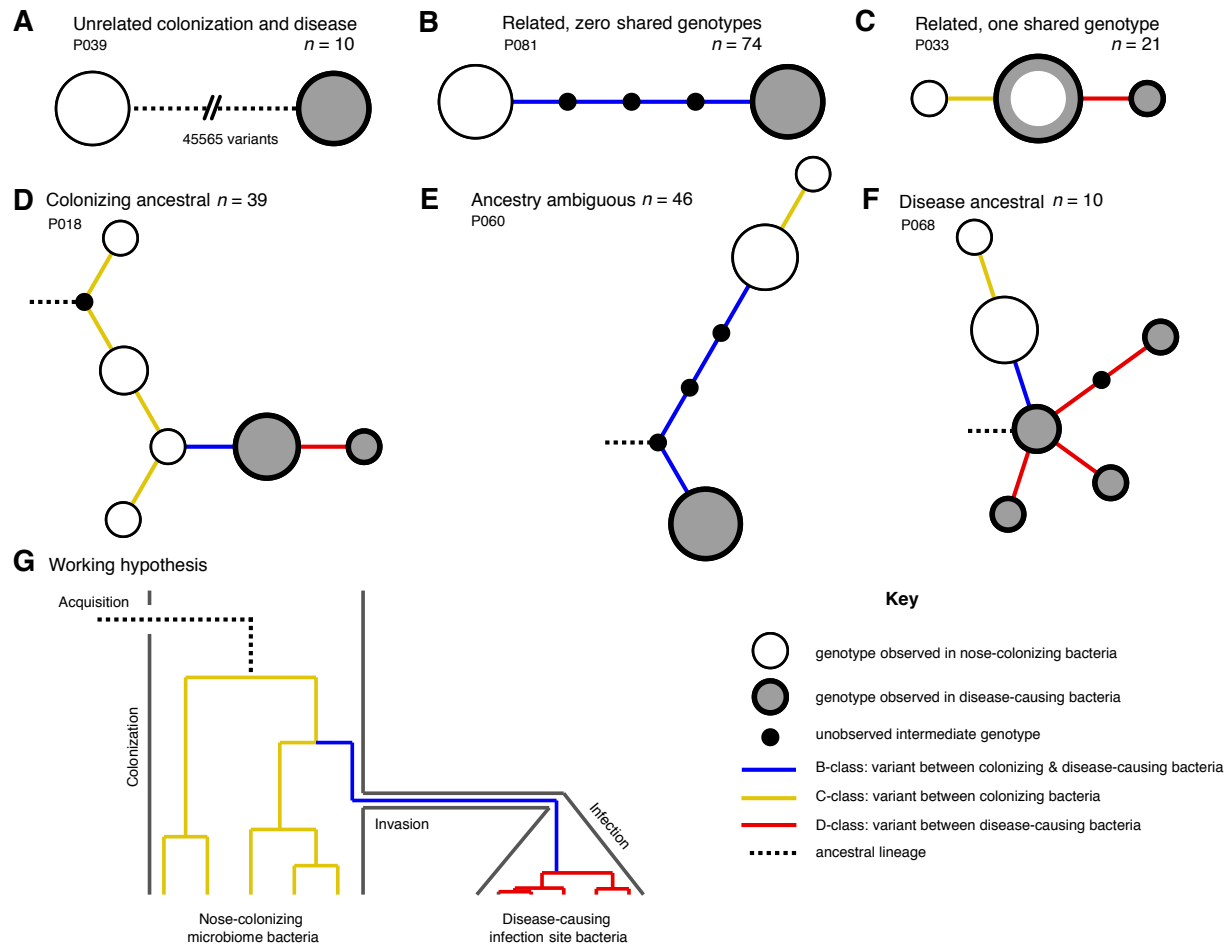 A Unrelated colonization and disease
P039
n = 10
45565 variants
B Related, zero shared genotypes
P081
n = 74
C Related, one shared genotype
P033
n = 21
D Colonizing ancestral n = 39
P018
E Ancestry ambiguous n = 46
P060
F Disease ancestral n = 10
P068
G Working hypothesis
Acquisition
Colonization
Invasion
Infection
Nose-colonizing
microbiome bacteria
Disease-causing
infection site bacteria
Key
genotype observed in nose-colonizing bacteria
genotype observed in disease-causing bacteria
unobserved intermediate genotype
B-class: variant between colonizing & disease-causing bacteria
C-class: variant between colonizing bacteria
D-class: variant between disease-causing bacteria
ancestral lineage